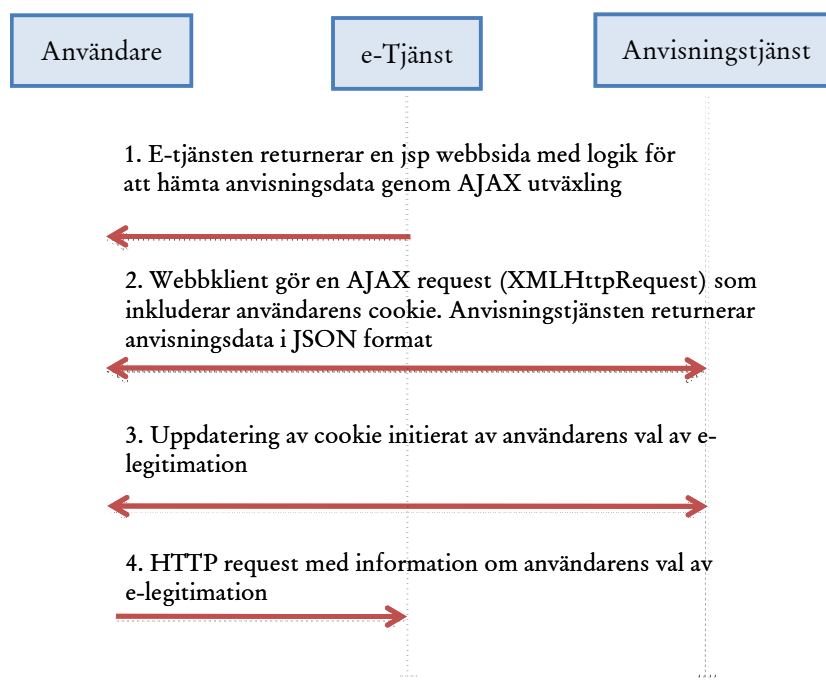 Användare
e-Tjänst
Anvisningstjänst
1. E-tjänsten returnerar en jsp webbsida med logik för
att hämta anvisningsdata genom AJAX utväxling
2. Webbklient gör en AJAX request (XMLHttpRequest) som
inkluderar användarens cookie. Anvisningstjänsten returnerar
anvisningsdata i JSON format
3. Uppdatering av cookie initierat av användarens val av e-
legitimation
4. HTTP request med information om användarens val av
e-legitimation